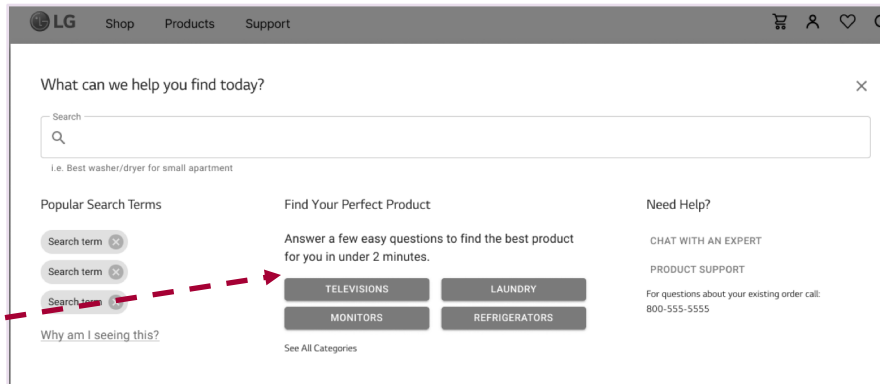 LG Shop Products Support
What can we help you find today?
Search
i.e. Best washer/dryer for small apartment
Popular Search Terms
Search term
Search term
Search term
Why am I seeing this?
Find Your Perfect Product
Answer a few easy questions to find the best product
for you in under 2 minutes.
TELEVISIONS LAUNDRY
MONITORS REFRIGERATORS
See All Categories
Need Help?
CHAT WITH AN EXPERT
PRODUCT SUPPORT
For questions about your existing order call:
800-555-5555